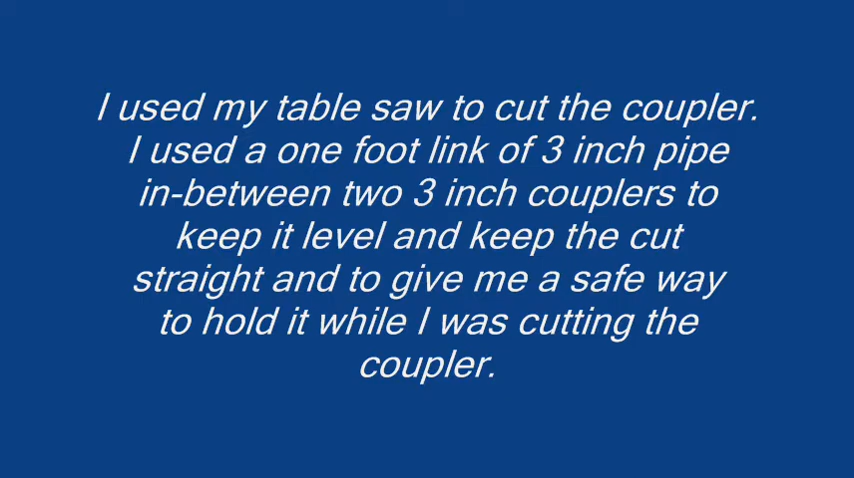 I used my table saw to cut the coupler.
I used a one foot link of 3 inch pipe
in-between two 3 inch couplers to
keep it level and keep the cut
straight and to give me a safe way
to hold it while I was cutting the
coupler.